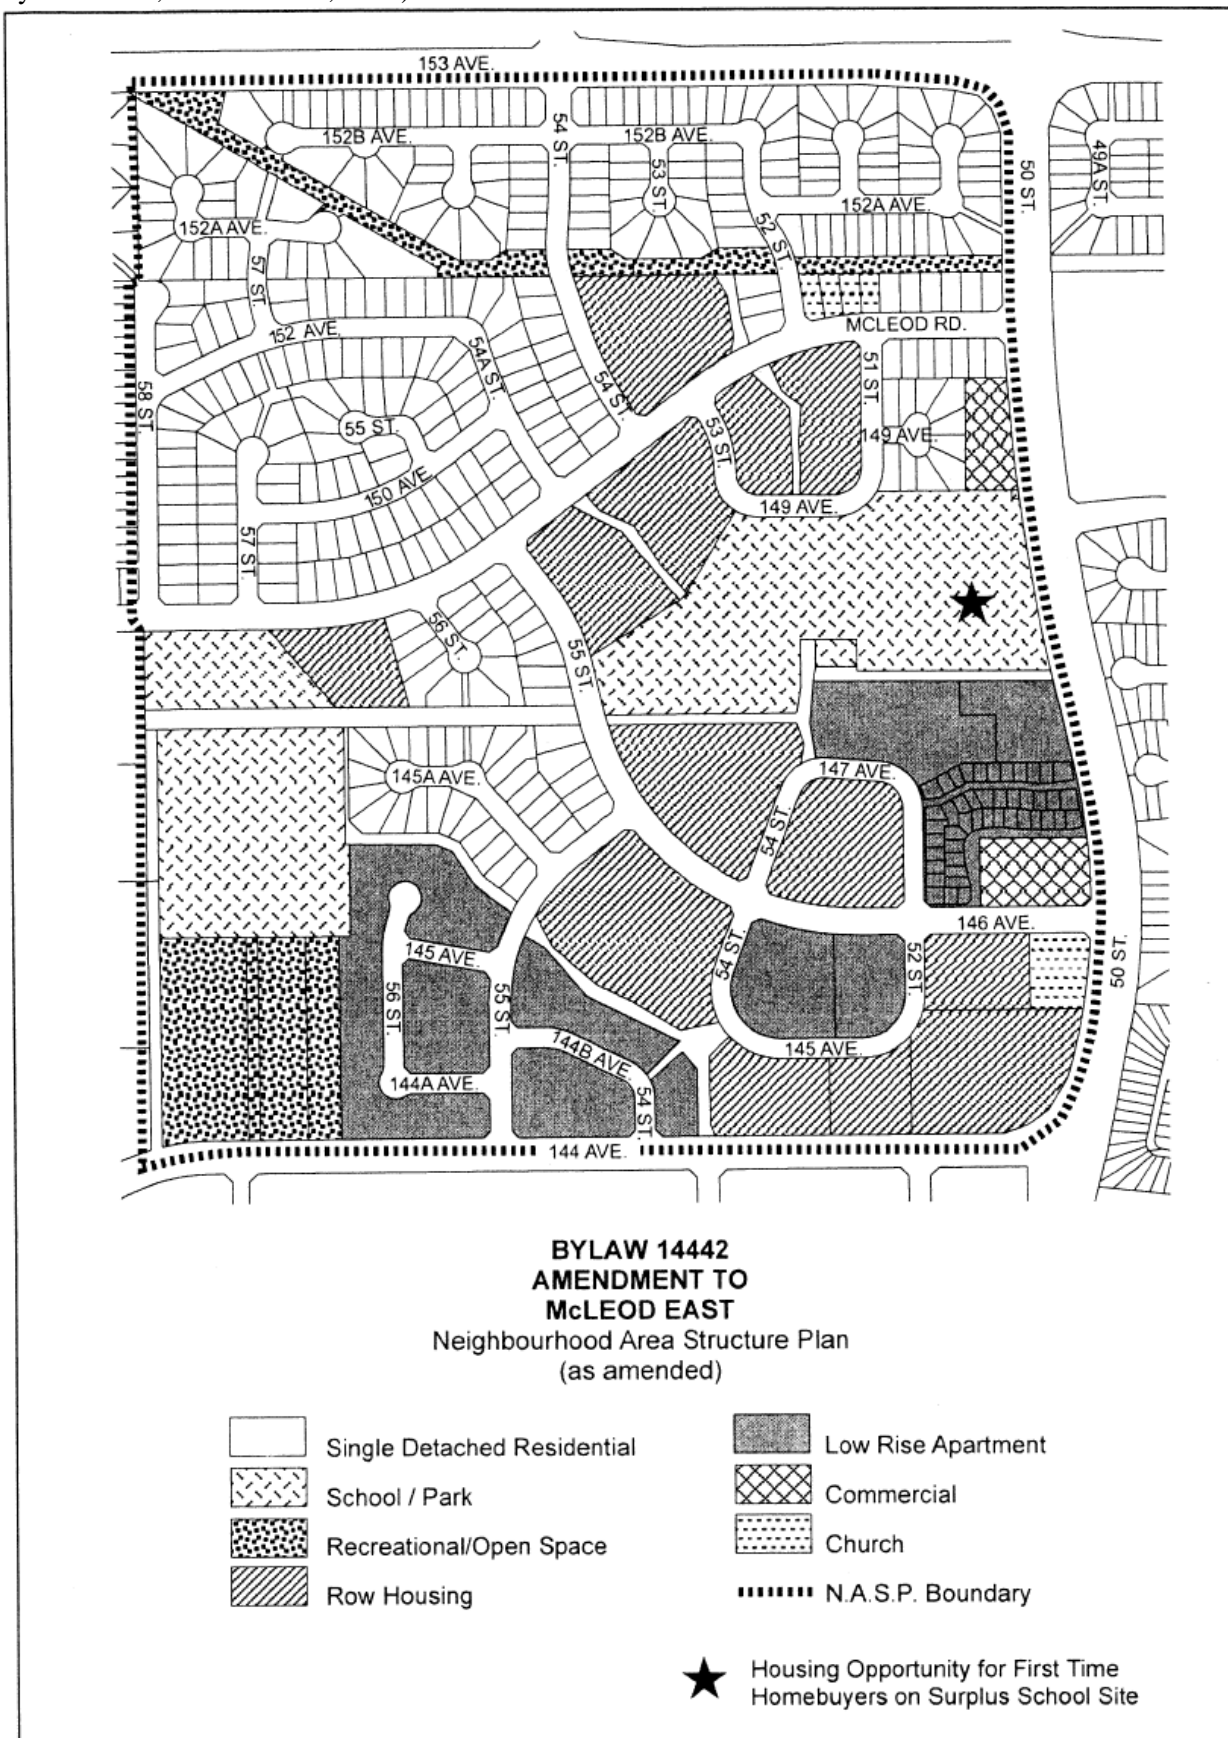 153 AVE.
54 ST.
152B AVE.
152B AVE.
53 ST.
49A ST.
50 ST.
152A AVE.
152A AVE.
52 ST.
57 ST.
MCLEOD RD.
152 AVE.
54A ST.
51 ST.
58 ST.
54 ST.
55 ST.
53 ST.
149 AVE.
150 AVE.
149 AVE.
57 ST.
56 ST.
55 ST.
145A AVE.
147 AVE.
54 ST.
146 AVE.
145 AVE.
54 ST.
52 ST.
50 ST.
56 ST.
55 ST.
144B AVE.
145 AVE.
144A AVE.
54 ST.
144 AVE.
BYLAW 14442
AMENDMENT TO
McLEOD EAST
Neighbourhood Area Structure Plan
(as amended)
Single Detached Residential
School / Park
Recreational/Open Space
Row Housing
Low Rise Apartment
Commercial
Church
N.A.S.P. Boundary
Housing Opportunity for First Time
Homebuyers on Surplus School Site